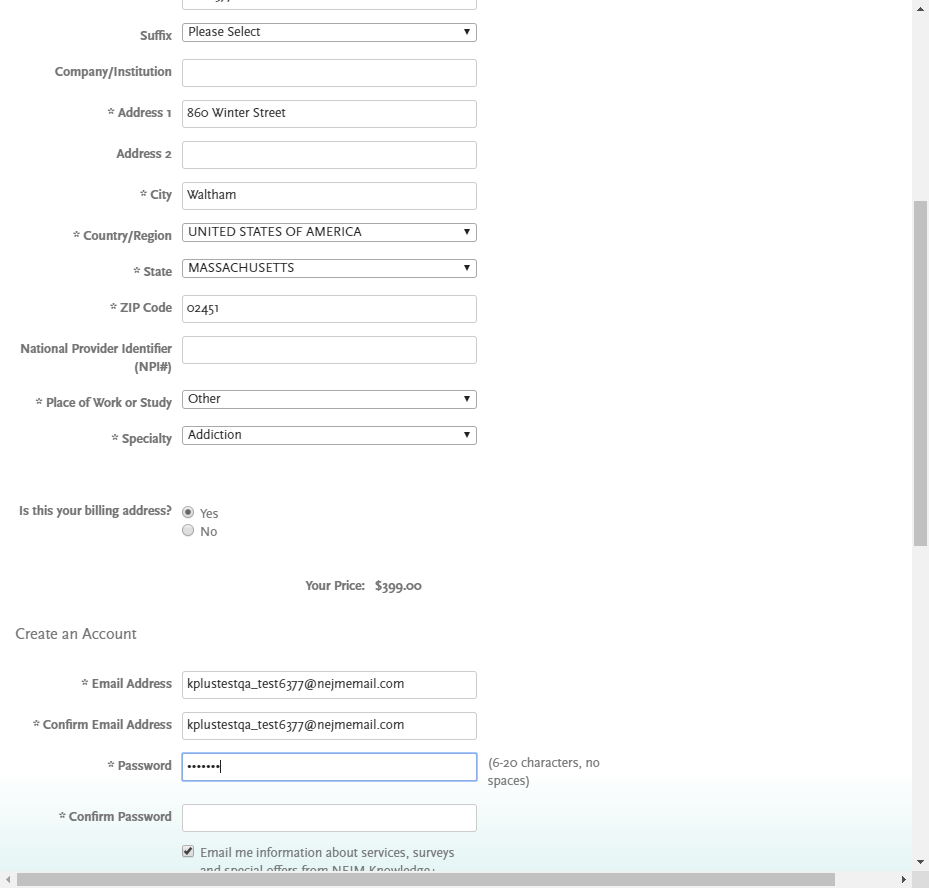 Suffix Please Select
Company/Institution
* Address 1 860 Winter Street
Address 2
* City Waltham
* Country/Region UNITED STATES OF AMERICA
* State MASSACHUSETTS
* ZIP Code 02451
National Provider Identifier
(NPI#)
* Place of Work or Study Other
* Specialty Addiction
Is this your billing address? Yes
No
Your Price: $399.00
Create an Account
* Email Address kplustestqa_test6377@nejmemail.com
* Confirm Email Address kplustestqa_test6377@nejmemail.com
* Password ••••••• (6-20 characters, no
spaces)
* Confirm Password
Email me information about services, surveys
and special offers from NEJM Knowledge+